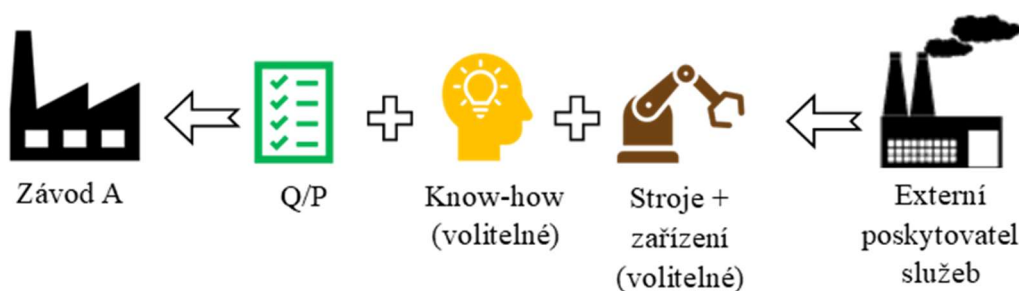 Závod A
Q/P
Know-how
(volitelné)
Stroje +
zařízení
(volitelné)
Externí
poskytovatel
služeb